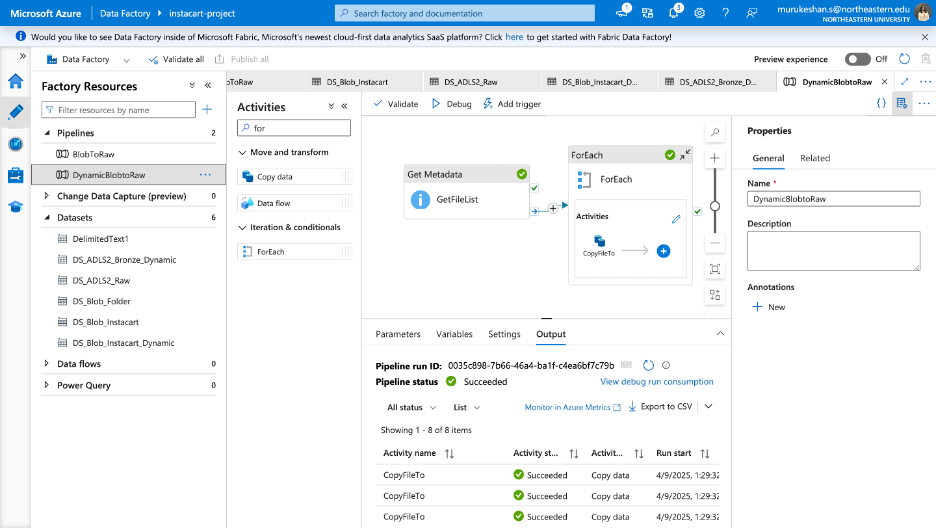 Microsoft Azure
Data Factory
instacart-project
Search factory and documentation
1
3
murukeshan.s@northeastern.edu
NORTHEASTERN UNIVERSITY
Would you like to see Data Factory inside of Microsoft Fabric, Microsoft's newest cloud-first data analytics SaaS platform? Click here to get started with Fabric Data Factory!
Data Factory
Validate all
Publish all
Preview experience
Off
Factory Resources
oToRaw
DS_Blob_Instacart
DS_ADLS2_Raw
DS_Blob_Instacart_D...
DS_ADLS2_Bronze_D...
DynamicBlobtoRaw
Filter resources by name
Pipelines 2
BlobToRaw
DynamicBlobtoRaw
Change Data Capture (preview) 0
Datasets 6
DelimitedText1
DS_ADLS2_Bronze_Dynamic
DS_ADLS2_Raw
DS_Blob_Folder
DS_Blob_Instacart
DS_Blob_Instacart_Dynamic
Data flows 0
Power Query 0
Activities
for
Move and transform
Copy data
Data flow
Iteration & conditionals
ForEach
Validate
Debug
Add trigger
Get Metadata
GetFileList
ForEach
ForEach
Activities
CopyFileTo
Parameters
Variables
Settings
Output
Pipeline run ID: 0035c898-7b66-46a4-ba1f-c4ea6bf7c79b
Pipeline status Succeeded
View debug run consumption
All status
List
Monitor in Azure Metrics
Export to CSV
Showing 1 - 8 of 8 items
Activity name Activity st... Activit... Run start
CopyFileTo Succeeded Copy data 4/9/2025, 1:29:32
CopyFileTo Succeeded Copy data 4/9/2025, 1:29:32
CopyFileTo Succeeded Copy data 4/9/2025, 1:29:32
Properties
General
Related
Name *
DynamicBlobtoRaw
Description
Annotations
New